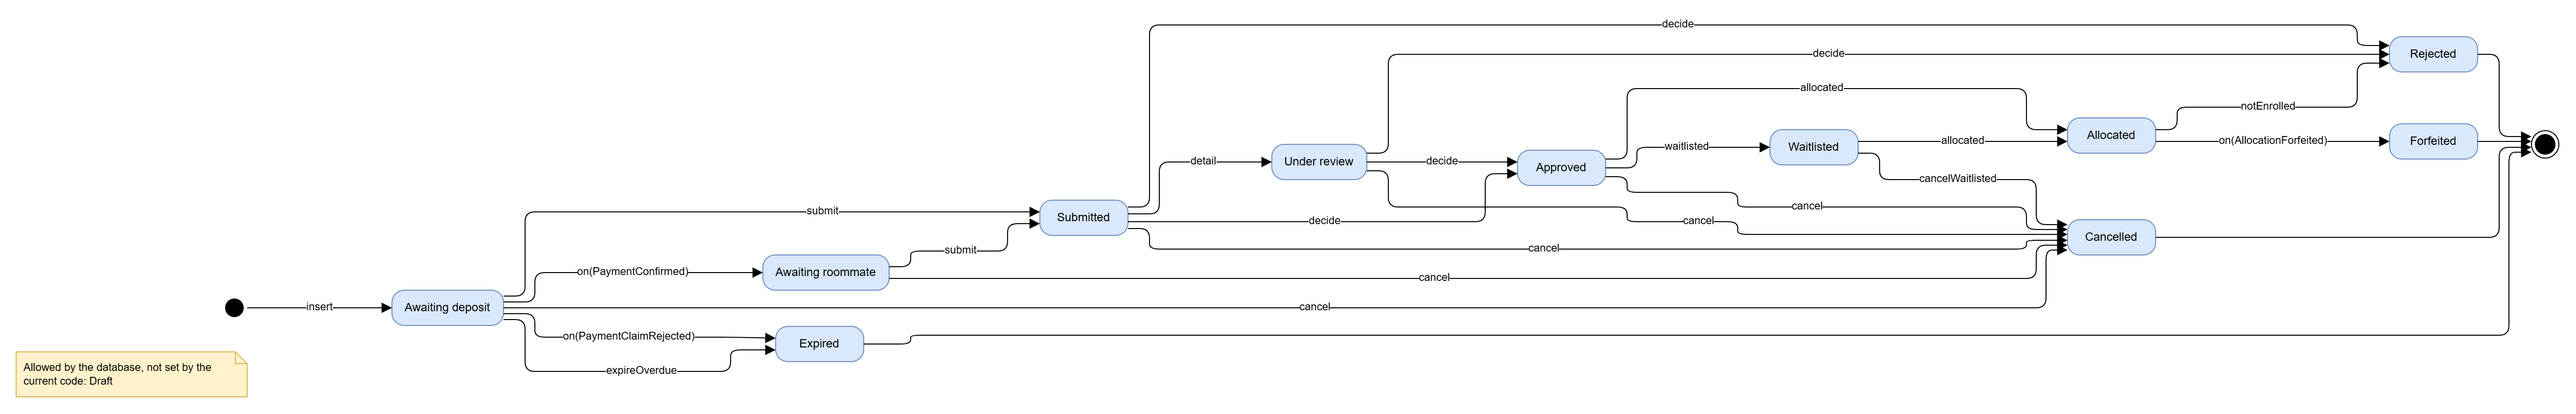 decide
decide
Rejected
allocated
notEnrolled
Allocated
waitlisted
Waitlisted
allocated
on(AllocationForfeited)
Forfeited
detail
Under review
decide
Approved
cancelWaitlisted
submit
Submitted
decide
cancel
cancel
Cancelled
submit
cancel
on(PaymentConfirmed)
Awaiting roommate
cancel
insert
Awaiting deposit
cancel
on(PaymentClaimRejected)
Expired
expireOverdue
Allowed by the database, not set by the
current code: Draft